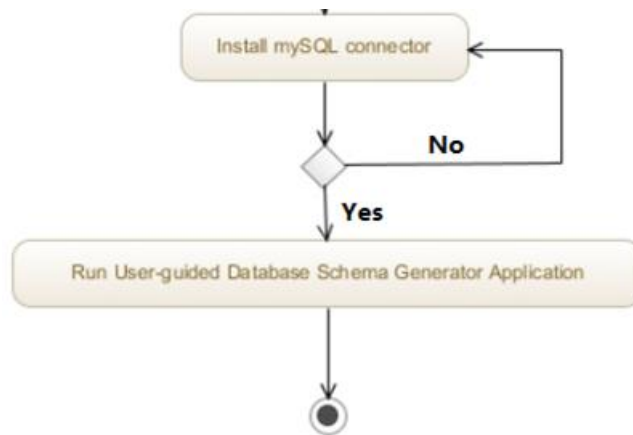 Install mySQL connector
No
Yes
Run User-guided Database Schema Generator Application